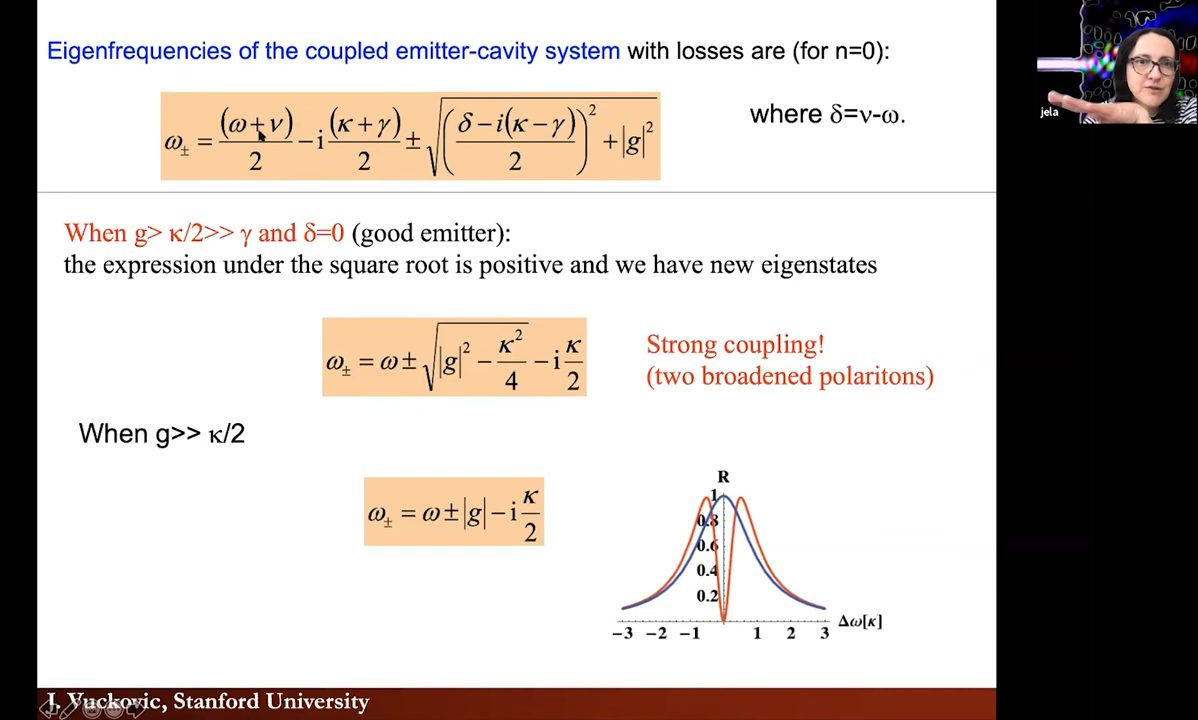 Eigenfrequencies of the coupled emitter-cavity system with losses are (for n=0):
ω± = (ω+ν)/2 − i (κ+γ)/2 ± √(((δ−i(κ−γ))/2)² + |g|²)
where δ=ν-ω.
jela
When g> κ/2>> γ and δ=0 (good emitter):
the expression under the square root is positive and we have new eigenstates
ω± = ω ± √(|g|² − κ²/4) − i κ/2
Strong coupling!
(two broadened polaritons)
When g>> κ/2
ω± = ω ± |g| − i κ/2
R
1
0.8
0.6
0.4
0.2
−3 −2 −1 1 2 3 Δω[κ]
J. Vuckovic, Stanford University